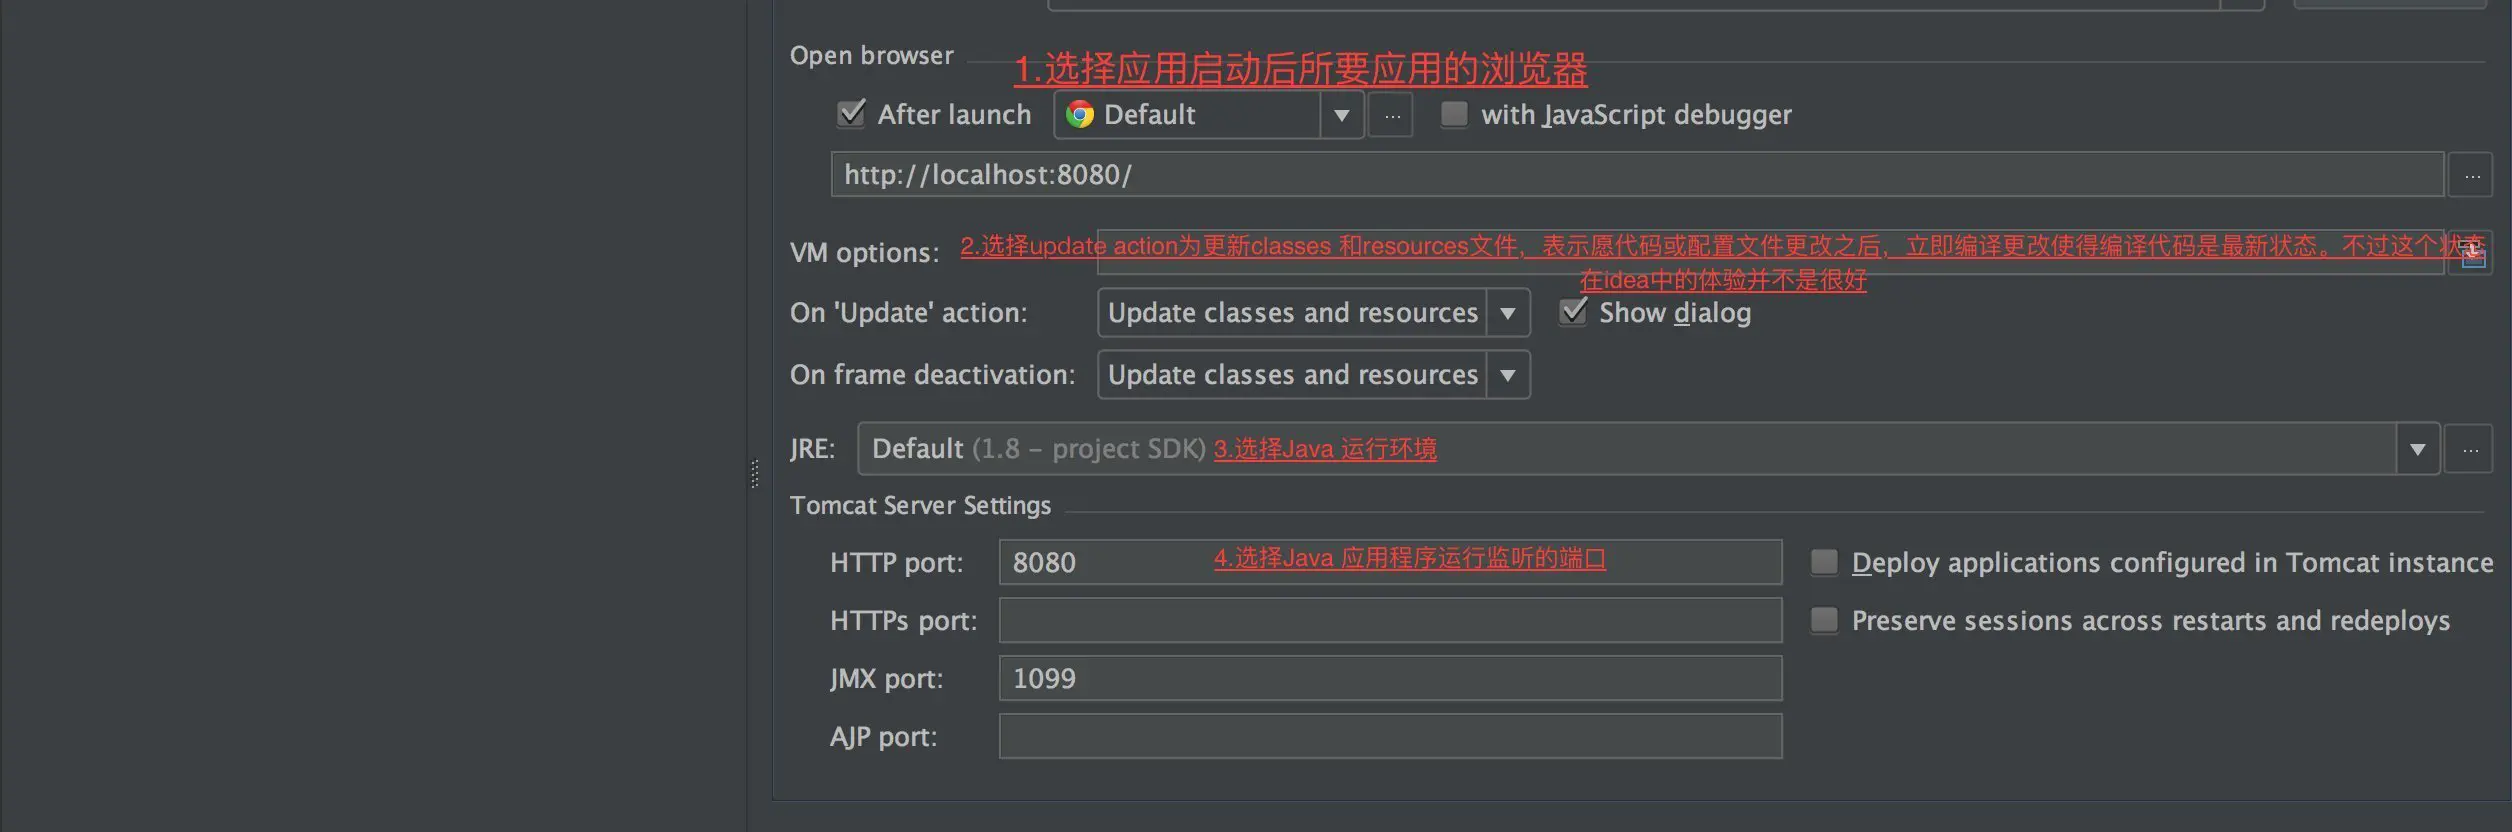 Open browser
1.选择应用启动后所要应用的浏览器
After launch Default ... with JavaScript debugger
http://localhost:8080/ ...
VM options: 2.选择update action为更新classes 和resources文件，表示愿代码或配置文件更改之后，立即编译更改使得编译代码是最新状态。不过这个状态
在idea中的体验并不是很好
On 'Update' action: Update classes and resources Show dialog
On frame deactivation: Update classes and resources
JRE: Default (1.8 – project SDK) 3.选择Java 运行环境 ...
Tomcat Server Settings
HTTP port: 8080 4.选择Java 应用程序运行监听的端口 Deploy applications configured in Tomcat instance
HTTPs port: Preserve sessions across restarts and redeploys
JMX port: 1099
AJP port: